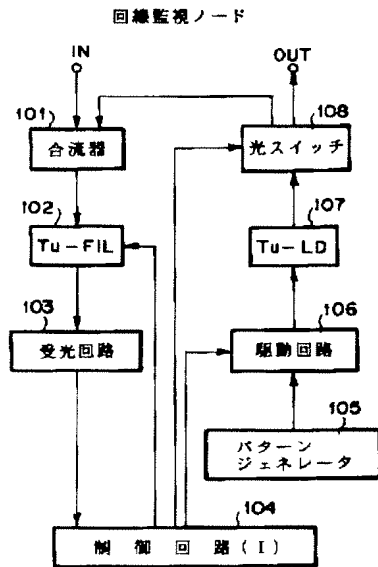 回線監視ノード
IN
OUT
101
合流器
108
光スイッチ
102
Tu-FIL
107
Tu-LD
103
受光回路
106
駆動回路
105
パターン
ジェネレータ
104
制御回路(I)